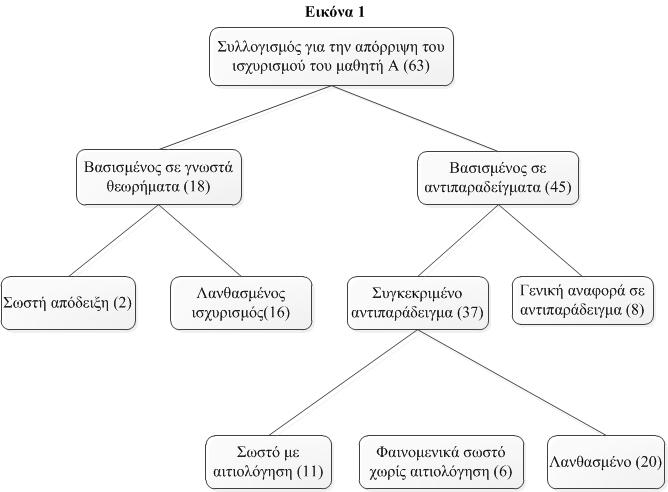 Εικόνα 1
Συλλογισμός για την απόρριψη του
ισχυρισμού του μαθητή Α (63)
Βασισμένος σε γνωστά
θεωρήματα (18)
Βασισμένος σε
αντιπαραδείγματα (45)
Σωστή απόδειξη (2)
Λανθασμένος
ισχυρισμός(16)
Συγκεκριμένο
αντιπαράδειγμα (37)
Γενική αναφορά σε
αντιπαράδειγμα (8)
Σωστό με
αιτιολόγηση (11)
Φαινομενικά σωστό
χωρίς αιτιολόγηση (6)
Λανθασμένο (20)